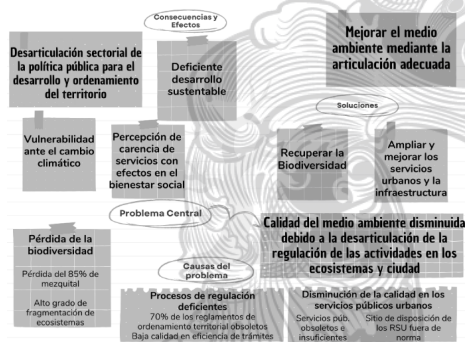 Consecuencias y
Efectos
Desarticulación sectorial de
la política pública para el
desarrollo y ordenamiento
del territorio
Deficiente
desarrollo
sustentable
Mejorar el medio
ambiente mediante la
articulación adecuada
Soluciones
Vulnerabilidad
ante el cambio
climático
Percepción de
carencia de
servicios con
efectos en el
bienestar social
Recuperar la
Biodiversidad
Ampliar y
mejorar los
servicios
urbanos y la
infraestructura
Problema Central
Calidad del medio ambiente disminuida
debido a la desarticulación de la
regulación de las actividades en los
ecosistemas y ciudad
Pérdida de la
biodiversidad
Pérdida del 85% de
mezquital
Alto grado de
fragmentación de
ecosistemas
Causas del
problema
Procesos de regulación
deficientes
70% de los reglamentos de
ordenamiento territorial obsoletos
Baja calidad en eficiencia de trámites
Disminución de la calidad en los
servicios públicos urbanos
Servicios púb.
obsoletos e
insuficientes
Sitio de disposición de
los RSU fuera de
norma